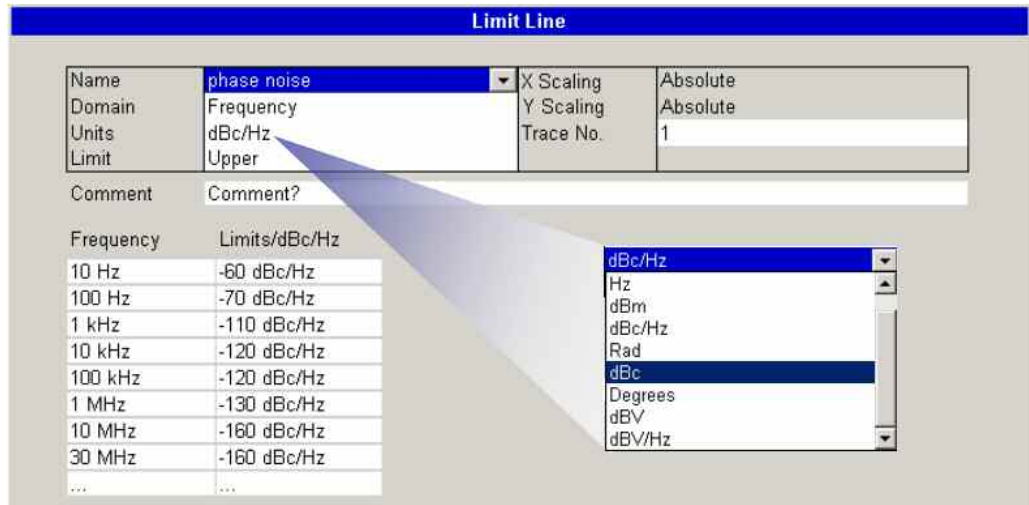 Limit Line
Name phase noise X Scaling Absolute
Domain Frequency Y Scaling Absolute
Units dBc/Hz Trace No. 1
Limit Upper
Comment Comment?
Frequency Limits/dBc/Hz
10 Hz -60 dBc/Hz
100 Hz -70 dBc/Hz
1 kHz -110 dBc/Hz
10 kHz -120 dBc/Hz
100 kHz -120 dBc/Hz
1 MHz -130 dBc/Hz
10 MHz -160 dBc/Hz
30 MHz -160 dBc/Hz
... ...
dBc/Hz
Hz
dBm
dBc/Hz
Rad
dBc
Degrees
dBV
dBV/Hz